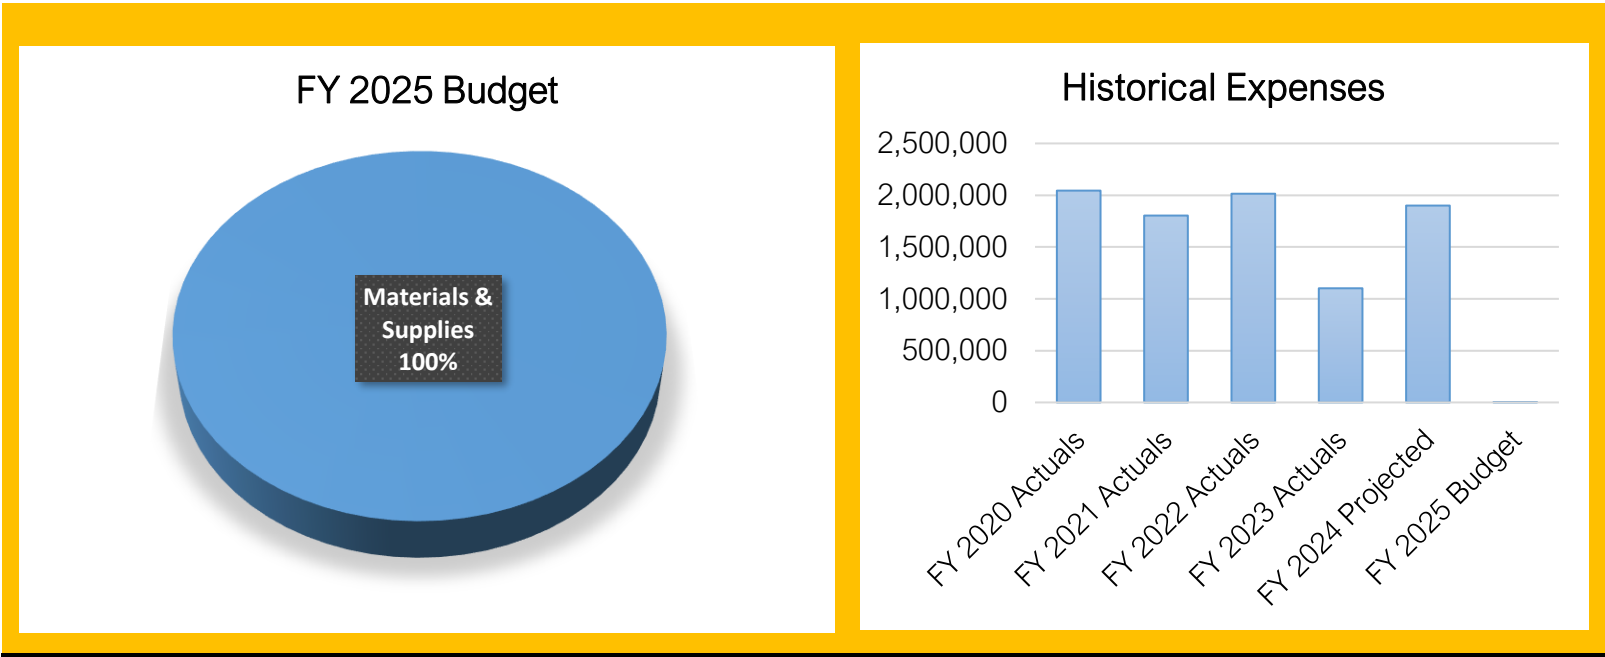 FY 2025 Budget
Materials &
Supplies
100%
Historical Expenses
2,500,000
2,000,000
1,500,000
1,000,000
500,000
0
FY 2020 Actuals
FY 2021 Actuals
FY 2022 Actuals
FY 2023 Actuals
FY 2024 Projected
FY 2025 Budget